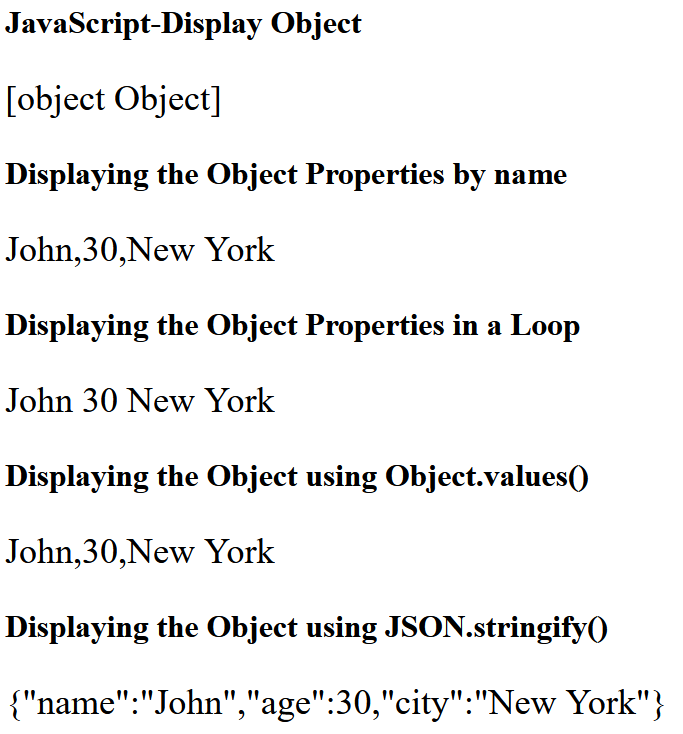 JavaScript-Display Object
[object Object]
Displaying the Object Properties by name
John,30,New York
Displaying the Object Properties in a Loop
John 30 New York
Displaying the Object using Object.values()
John,30,New York
Displaying the Object using JSON.stringify()
{"name":"John","age":30,"city":"New York"}